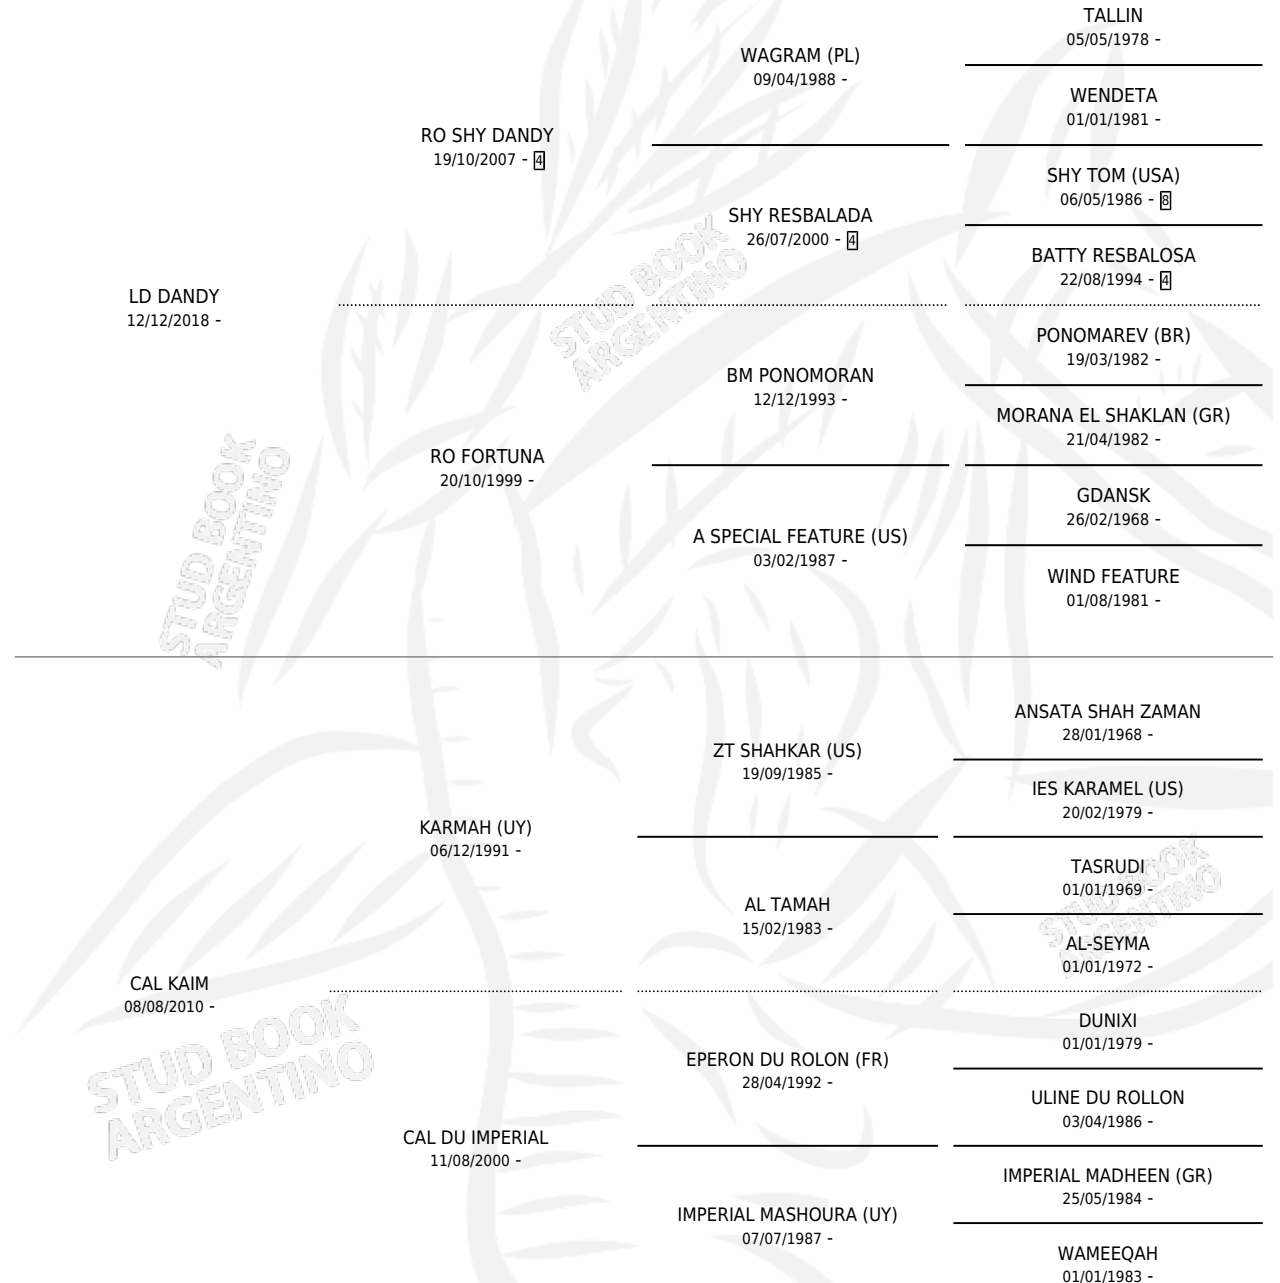 TALLIN
05/05/1978 -
WAGRAM (PL)
09/04/1988 -
WENDETA
01/01/1981 -
RO SHY DANDY
19/10/2007 - 4
SHY TOM (USA)
06/05/1986 - 8
SHY RESBALADA
26/07/2000 - 4
BATTY RESBALOSA
22/08/1994 - 4
LD DANDY
12/12/2018 -
STUD BOOK
ARGENTINO
PONOMAREV (BR)
19/03/1982 -
BM PONOMORAN
12/12/1993 -
MORANA EL SHAKLAN (GR)
21/04/1982 -
RO FORTUNA
20/10/1999 -
GDANSK
26/02/1968 -
A SPECIAL FEATURE (US)
03/02/1987 -
WIND FEATURE
01/08/1981 -
STUD BOOK
ARGENTINO
ANSATA SHAH ZAMAN
28/01/1968 -
ZT SHAHKAR (US)
19/09/1985 -
IES KARAMEL (US)
20/02/1979 -
KARMAH (UY)
06/12/1991 -
TASRUDI
01/01/1969 -
AL TAMAH
15/02/1983 -
AL-SEYMA
01/01/1972 -
STUD BOOK
ARGENTINO
CAL KAIM
08/08/2010 -
DUNIXI
01/01/1979 -
EPERON DU ROLON (FR)
28/04/1992 -
ULINE DU ROLLON
03/04/1986 -
STUD BOOK
ARGENTINO
CAL DU IMPERIAL
11/08/2000 -
IMPERIAL MADHEEN (GR)
25/05/1984 -
IMPERIAL MASHOURA (UY)
07/07/1987 -
WAMEEQAH
01/01/1983 -